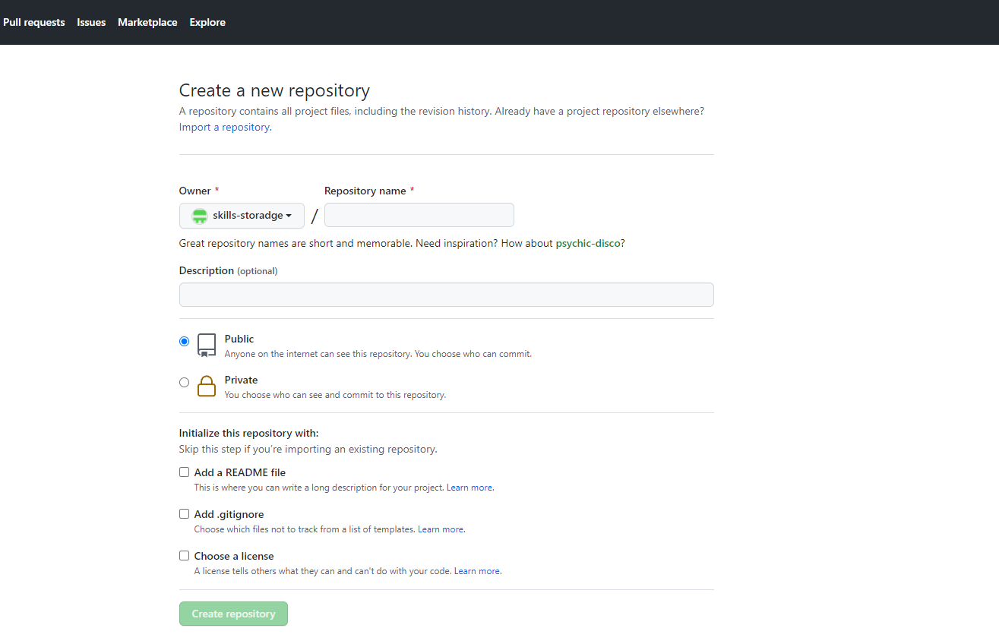 Pull requests Issues Marketplace Explore
Create a new repository
A repository contains all project files, including the revision history. Already have a project repository elsewhere?
Import a repository.
Owner * Repository name *
skills-storadge /
Great repository names are short and memorable. Need inspiration? How about psychic-disco?
Description (optional)
Public
Anyone on the internet can see this repository. You choose who can commit.
Private
You choose who can see and commit to this repository.
Initialize this repository with:
Skip this step if you're importing an existing repository.
Add a README file
This is where you can write a long description for your project. Learn more.
Add .gitignore
Choose which files not to track from a list of templates. Learn more.
Choose a license
A license tells others what they can and can't do with your code. Learn more.
Create repository